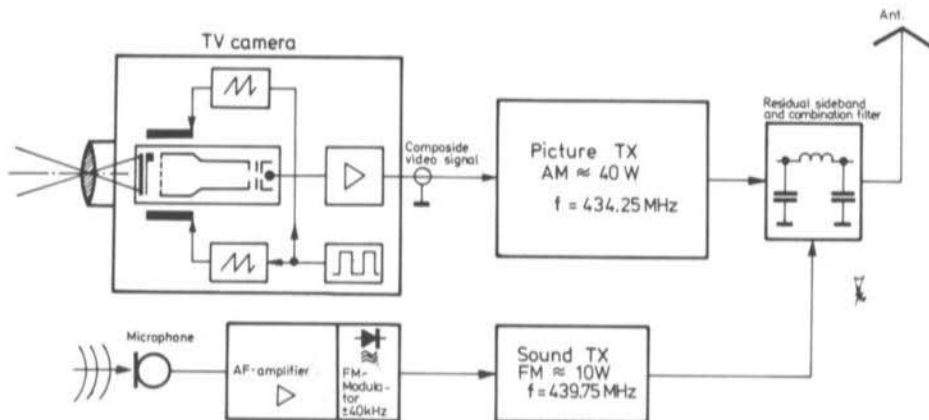 Ant.
TV camera
Residual sideband
and combination filter
Composide
video signal
Picture TX
AM ≈ 40 W
f = 434.25 MHz
Microphone
AF-amplifier
FM-
Modula-
tor
±40kHz
Sound TX
FM ≈ 10W
f = 439.75 MHz